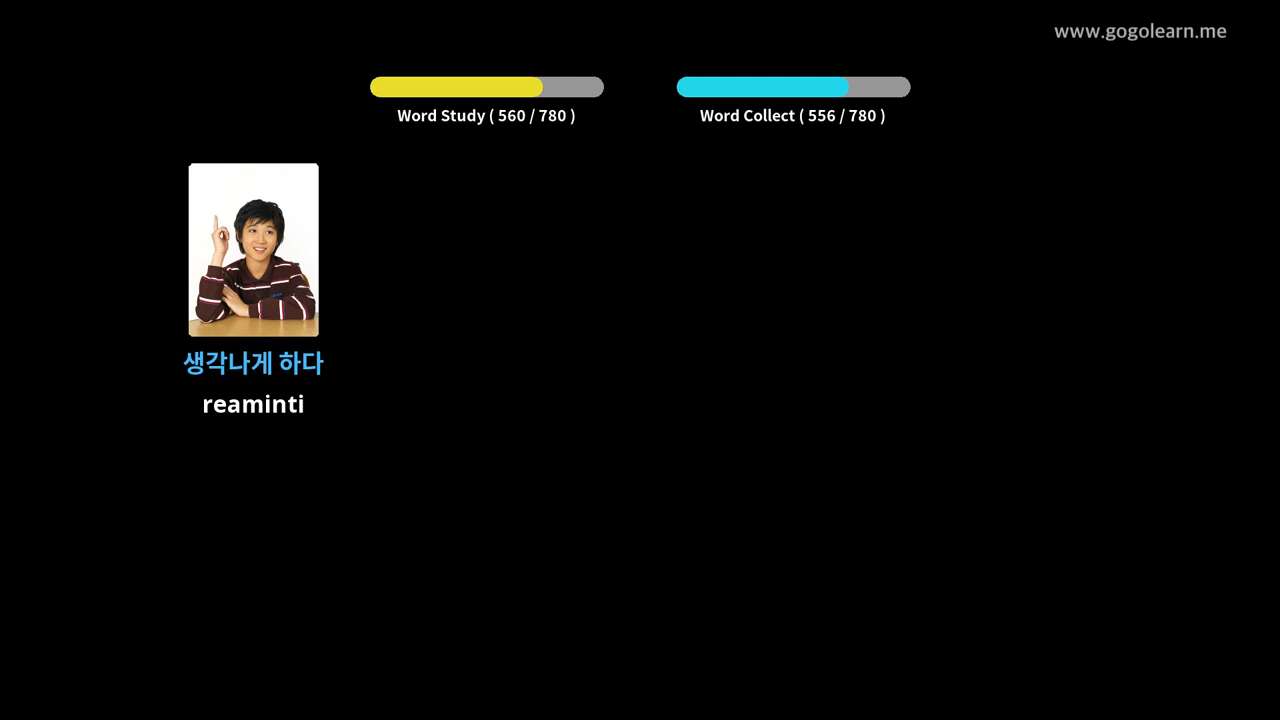 www.gogolearn.me
Word Study ( 560 / 780 )
Word Collect ( 556 / 780 )
생각나게 하다
reaminti